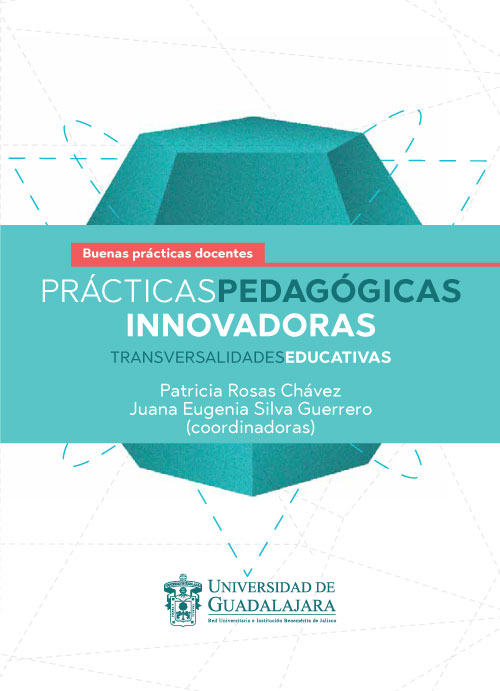 Buenas prácticas docentes
PRÁCTICASPEDAGÓGICAS
INNOVADORAS
TRANSVERSALIDADESEDUCATIVAS
Patricia Rosas Chávez
Juana Eugenia Silva Guerrero
(coordinadoras)
UNIVERSIDAD DE
GUADALAJARA
Red Universitaria e Institución Benemérita de Jalisco